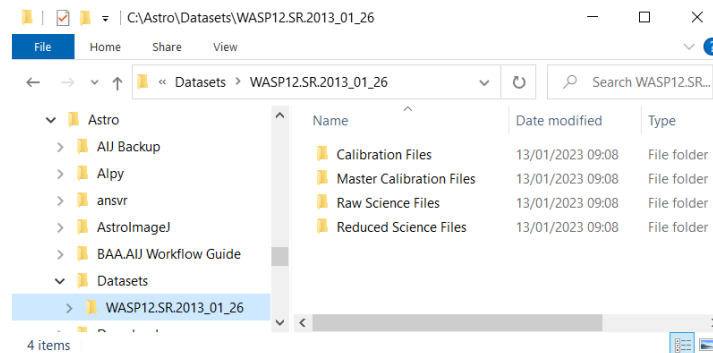 C:\Astro\Datasets\WASP12.SR.2013_01_26
File Home Share View
« Datasets > WASP12.SR.2013_01_26
Search WASP12.SR...
Astro
AIJ Backup
Alpy
ansvr
AstroImageJ
BAA.AIJ Workflow Guide
Datasets
WASP12.SR.2013_01_26
Name Date modified Type
Calibration Files 13/01/2023 09:08 File folder
Master Calibration Files 13/01/2023 09:08 File folder
Raw Science Files 13/01/2023 09:08 File folder
Reduced Science Files 13/01/2023 09:08 File folder
4 items